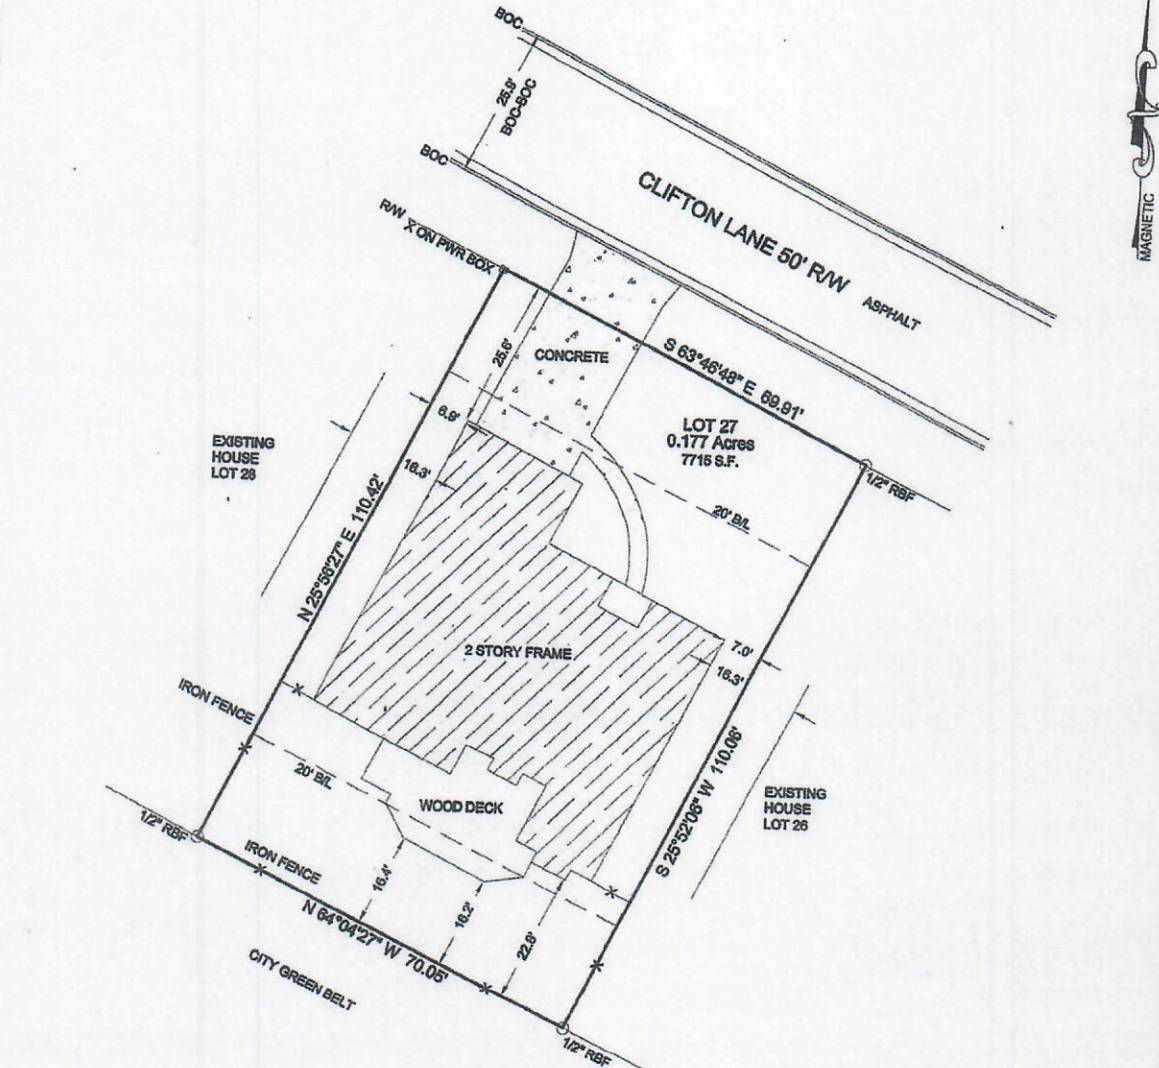 BOC
25.9'
BOC-BOC
BOC
MAGNETIC
CLIFTON LANE 50' R/W
ASPHALT
R/W
X ON PWR BOX
25.6'
CONCRETE
S 63°46'48" E 69.91'
LOT 27
0.177 Acres
7715 S.F.
6.9'
EXISTING
HOUSE
LOT 28
16.3'
1/2" RBF
20' B/L
N 25°56'27" E 110.42'
2 STORY FRAME
7.0'
16.3'
IRON FENCE
20' B/L
WOOD DECK
S 25°52'06" W 110.06'
EXISTING
HOUSE
LOT 26
1/2" RBF
IRON FENCE
16.4'
16.2'
22.8'
N 64°04'27" W 70.05'
CITY GREEN BELT
1/2" RBF